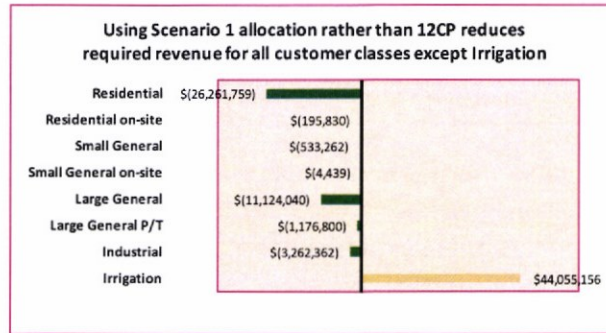 Using Scenario 1 allocation rather than 12CP reduces
required revenue for all customer classes except Irrigation
Residential $(26,261,759)
Residential on-site $(195,830)
Small General $(533,262)
Small General on-site $(4,439)
Large General $(11,124,040)
Large General P/T $(1,176,800)
Industrial $(3,262,362)
Irrigation $44,055,156